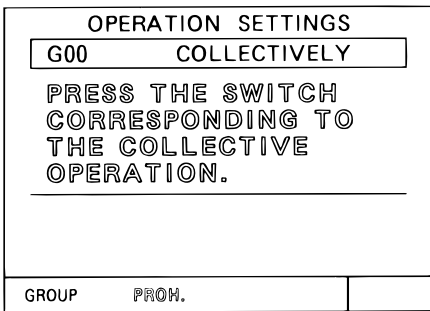 OPERATION SETTINGS
G00 COLLECTIVELY
PRESS THE SWITCH
CORRESPONDING TO
THE COLLECTIVE
OPERATION.
GROUP PROH.